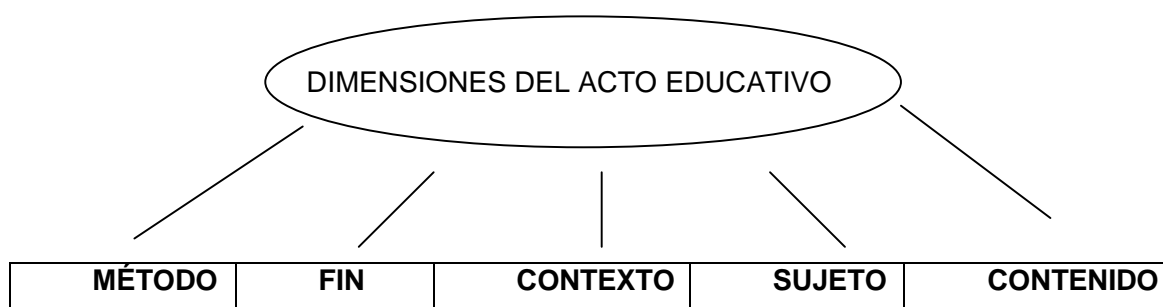 DIMENSIONES DEL ACTO EDUCATIVO
MÉTODO FIN CONTEXTO SUJETO CONTENIDO